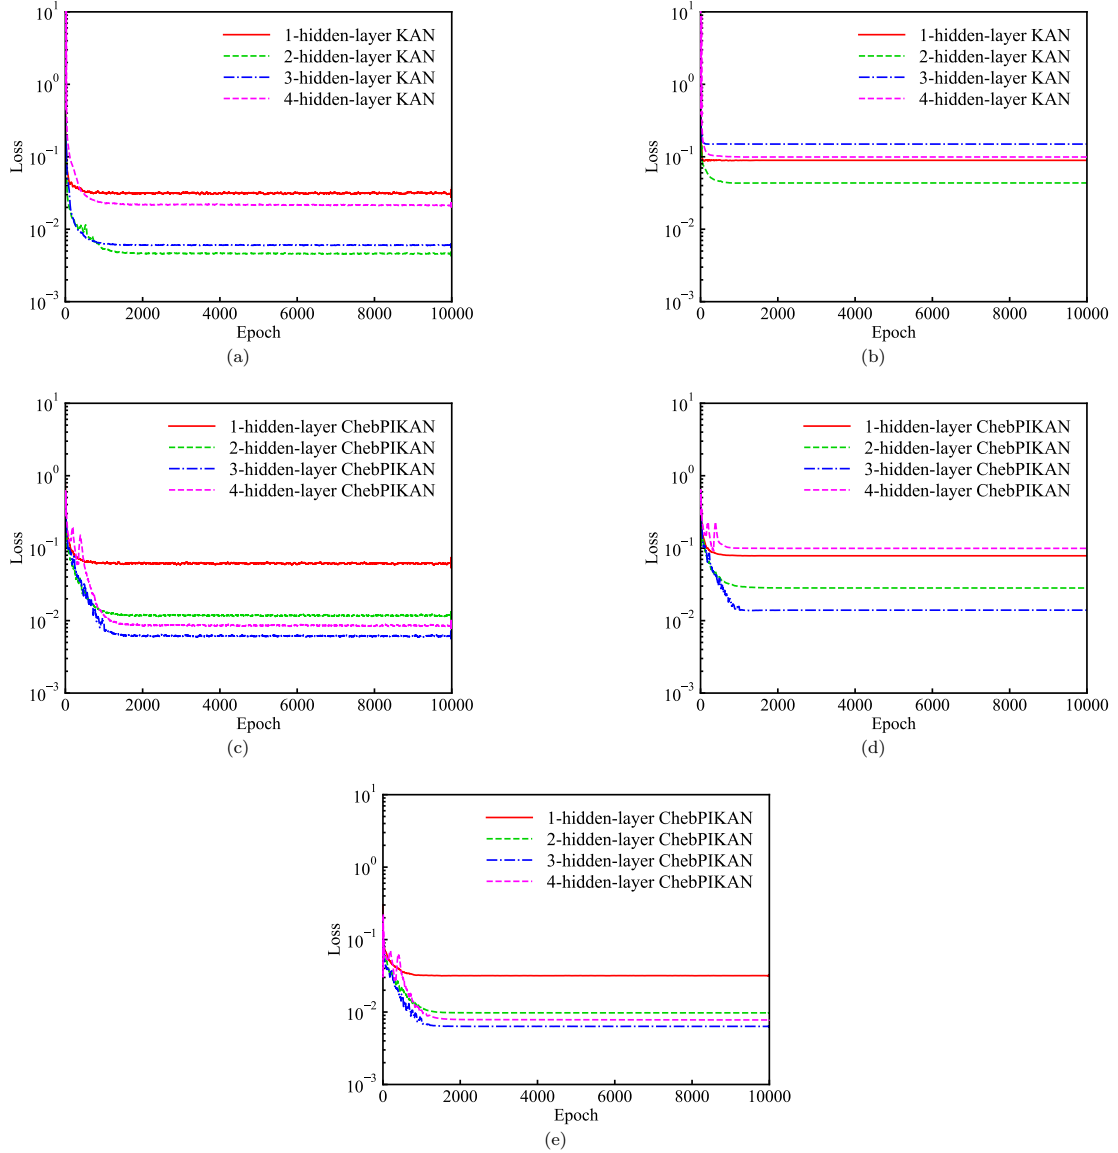 10^1
10^0
10^-1
10^-2
10^-3
Loss
1-hidden-layer KAN
2-hidden-layer KAN
3-hidden-layer KAN
4-hidden-layer KAN
0 2000 4000 6000 8000 10000
Epoch
(a)
10^1
10^0
10^-1
10^-2
10^-3
Loss
1-hidden-layer KAN
2-hidden-layer KAN
3-hidden-layer KAN
4-hidden-layer KAN
0 2000 4000 6000 8000 10000
Epoch
(b)
10^1
10^0
10^-1
10^-2
10^-3
Loss
1-hidden-layer ChebPIKAN
2-hidden-layer ChebPIKAN
3-hidden-layer ChebPIKAN
4-hidden-layer ChebPIKAN
0 2000 4000 6000 8000 10000
Epoch
(c)
10^1
10^0
10^-1
10^-2
10^-3
Loss
1-hidden-layer ChebPIKAN
2-hidden-layer ChebPIKAN
3-hidden-layer ChebPIKAN
4-hidden-layer ChebPIKAN
0 2000 4000 6000 8000 10000
Epoch
(d)
10^1
10^0
10^-1
10^-2
10^-3
Loss
1-hidden-layer ChebPIKAN
2-hidden-layer ChebPIKAN
3-hidden-layer ChebPIKAN
4-hidden-layer ChebPIKAN
0 2000 4000 6000 8000 10000
Epoch
(e)